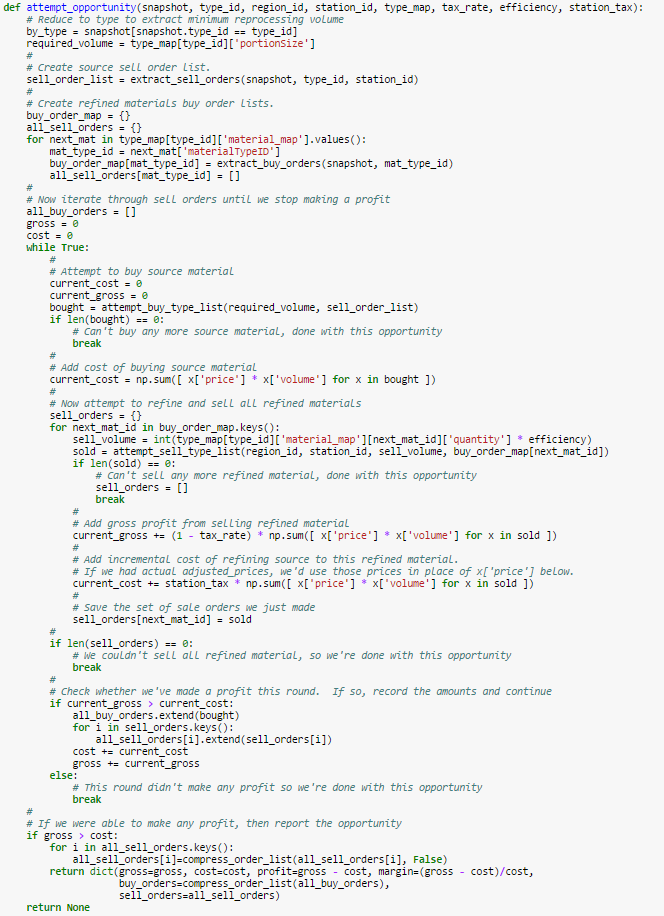 def attempt_opportunity(snapshot, type_id, region_id, station_id, type_map, tax_rate, efficiency, station_tax):
    # Reduce to type to extract minimum reprocessing volume
    by_type = snapshot[snapshot.type_id == type_id]
    required_volume = type_map[type_id]['portionSize']
    #
    # Create source sell order list.
    sell_order_list = extract_sell_orders(snapshot, type_id, station_id)
    #
    # Create refined materials buy order lists.
    buy_order_map = {}
    all_sell_orders = {}
    for next_mat in type_map[type_id]['material_map'].values():
        mat_type_id = next_mat['materialTypeID']
        buy_order_map[mat_type_id] = extract_buy_orders(snapshot, mat_type_id)
        all_sell_orders[mat_type_id] = []
    #
    # Now iterate through sell orders until we stop making a profit
    all_buy_orders = []
    gross = 0
    cost = 0
    while True:
        #
        # Attempt to buy source material
        current_cost = 0
        current_gross = 0
        bought = attempt_buy_type_list(required_volume, sell_order_list)
        if len(bought) == 0:
            # Can't buy any more source material, done with this opportunity
            break
        #
        # Add cost of buying source material
        current_cost = np.sum([ x['price'] * x['volume'] for x in bought ])
        #
        # Now attempt to refine and sell all refined materials
        sell_orders = {}
        for next_mat_id in buy_order_map.keys():
            sell_volume = int(type_map[type_id]['material_map'][next_mat_id]['quantity'] * efficiency)
            sold = attempt_sell_type_list(region_id, station_id, sell_volume, buy_order_map[next_mat_id])
            if len(sold) == 0:
                # Can't sell any more refined material, done with this opportunity
                sell_orders = []
                break
            #
            # Add gross profit from selling refined material
            current_gross += (1 - tax_rate) * np.sum([ x['price'] * x['volume'] for x in sold ])
            #
            # Add incremental cost of refining source to this refined material.
            # If we had actual adjusted_prices, we'd use those prices in place of x['price'] below.
            current_cost += station_tax * np.sum([ x['price'] * x['volume'] for x in sold ])
            #
            # Save the set of sale orders we just made
            sell_orders[next_mat_id] = sold
        #
        if len(sell_orders) == 0:
            # We couldn't sell all refined material, so we're done with this opportunity
            break
        #
        # Check whether we've made a profit this round.  If so, record the amounts and continue
        if current_gross > current_cost:
            all_buy_orders.extend(bought)
            for i in sell_orders.keys():
                all_sell_orders[i].extend(sell_orders[i])
            cost += current_cost
            gross += current_gross
        else:
            # This round didn't make any profit so we're done with this opportunity
            break
    #
    # If we were able to make any profit, then report the opportunity
    if gross > cost:
        for i in all_sell_orders.keys():
            all_sell_orders[i]=compress_order_list(all_sell_orders[i], False)
        return dict(gross=gross, cost=cost, profit=gross - cost, margin=(gross - cost)/cost,
                    buy_orders=compress_order_list(all_buy_orders),
                    sell_orders=all_sell_orders)
    return None